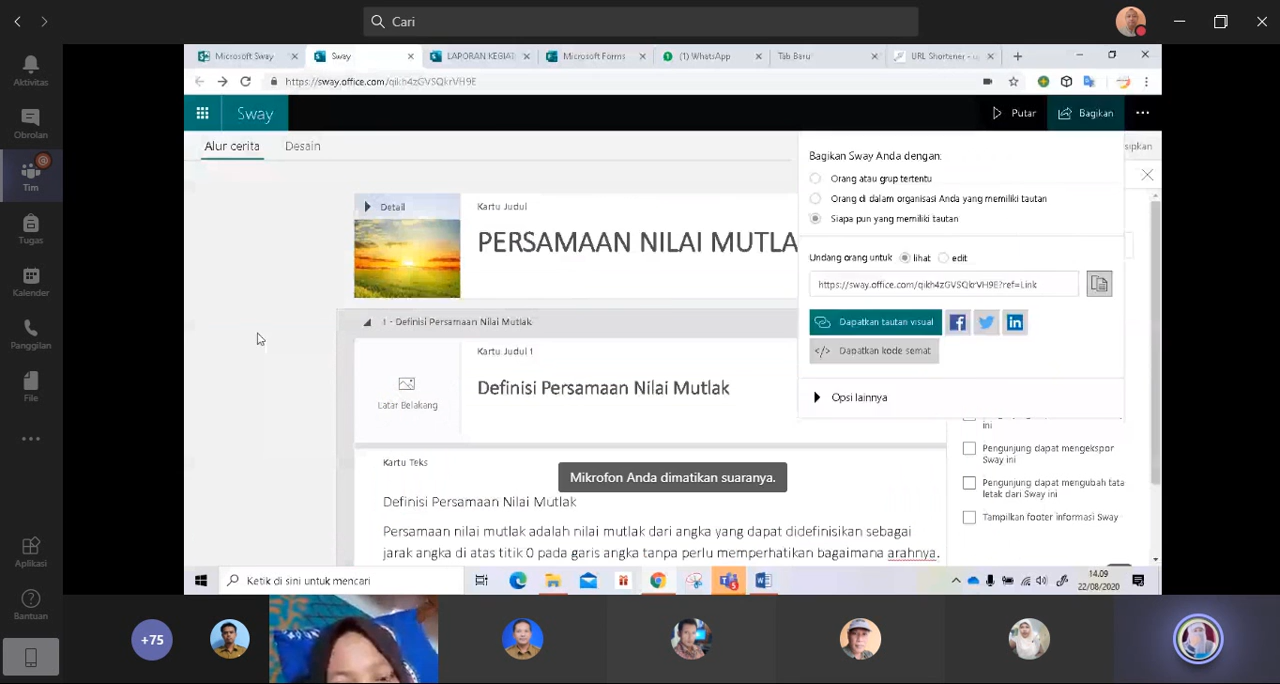 Cari
Aktivitas
Obrolan
Tim
Tugas
Kalender
Panggilan
File
Aplikasi
Bantuan
Microsoft Sway
Sway
LAPORAN KEGIAT
Microsoft Forms
(1) WhatsApp
Tab Baru
URL Shortener -
https://sway.office.com/qikh4zGVSQkrVH9E
Sway
Putar
Bagikan
Alur cerita
Desain
Bagikan Sway Anda dengan:
Orang atau grup tertentu
Orang di dalam organisasi Anda yang memiliki tautan
Siapa pun yang memiliki tautan
Undang orang untuk
lihat
edit
https://sway.office.com/qikh4zGVSQkrVH9E?ref=Link
Dapatkan tautan visual
</> Dapatkan kode semat
Opsi lainnya
ini
Pengunjung dapat mengekspor
Sway ini
Pengunjung dapat mengubah tata
letak dari Sway ini
Tampilkan footer informasi Sway
Detail
Kartu Judul
PERSAMAAN NILAI MUTLA
1 - Definisi Persamaan Nilai Mutlak
Kartu Judul 1
Latar Belakang
Definisi Persamaan Nilai Mutlak
Kartu Teks
Mikrofon Anda dimatikan suaranya.
Definisi Persamaan Nilai Mutlak
Persamaan nilai mutlak adalah nilai mutlak dari angka yang dapat didefinisikan sebagai
jarak angka di atas titik 0 pada garis angka tanpa perlu memperhatikan bagaimana arahnya.
Ketik di sini untuk mencari
14.09
22/08/2020
+75